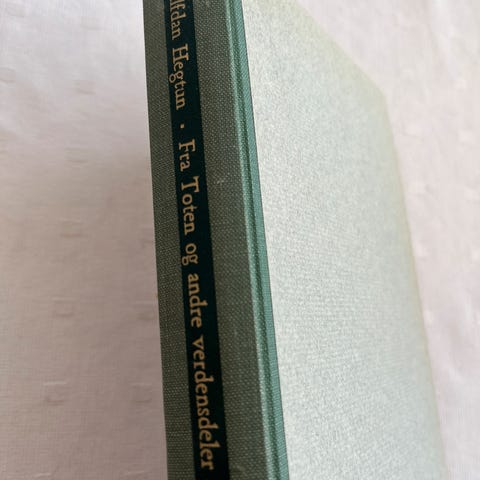 lfdan Hegtun · Fra Toten og andre verdensdeler